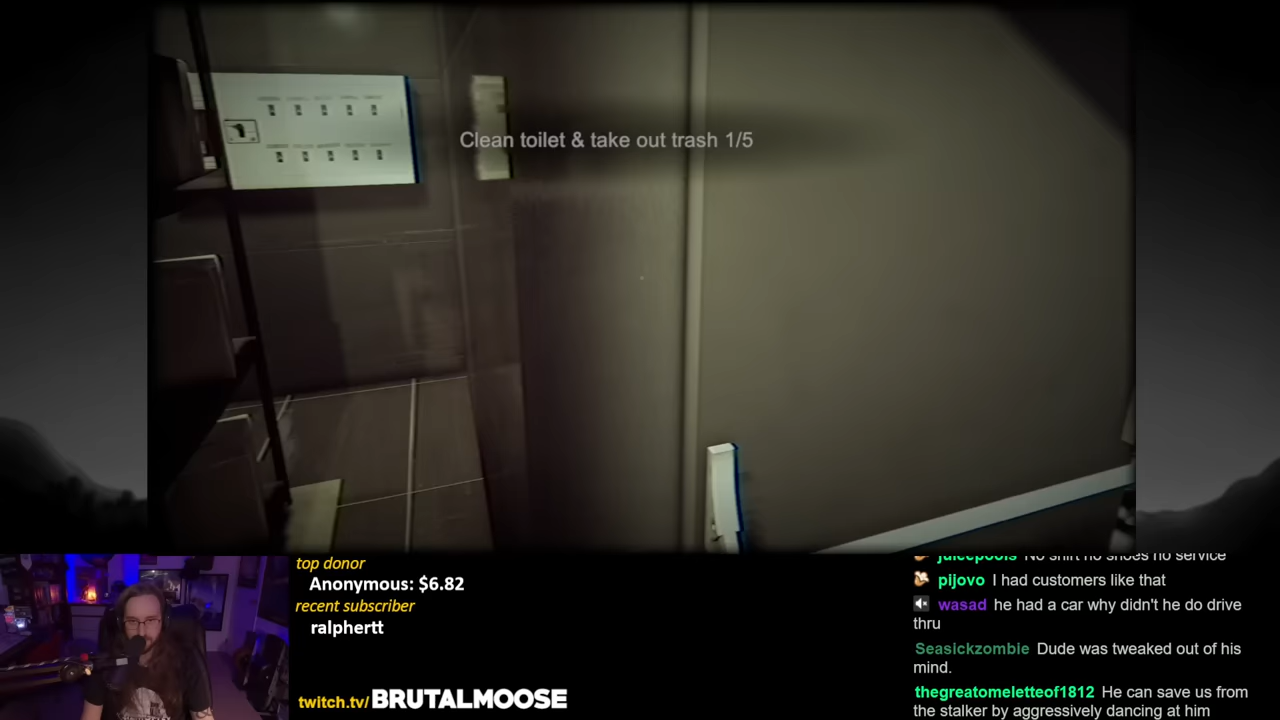 Clean toilet & take out trash 1/5
top donor
Anonymous: $6.82
recent subscriber
ralphertt
twitch.tv/BRUTALMOOSE
juicepools No shirt no shoes no service
pijovo I had customers like that
wasad he had a car why didn't he do drive
thru
Seasickzombie Dude was tweaked out of his
mind.
thegreatomeletteof1812 He can save us from
the stalker by aggressively dancing at him